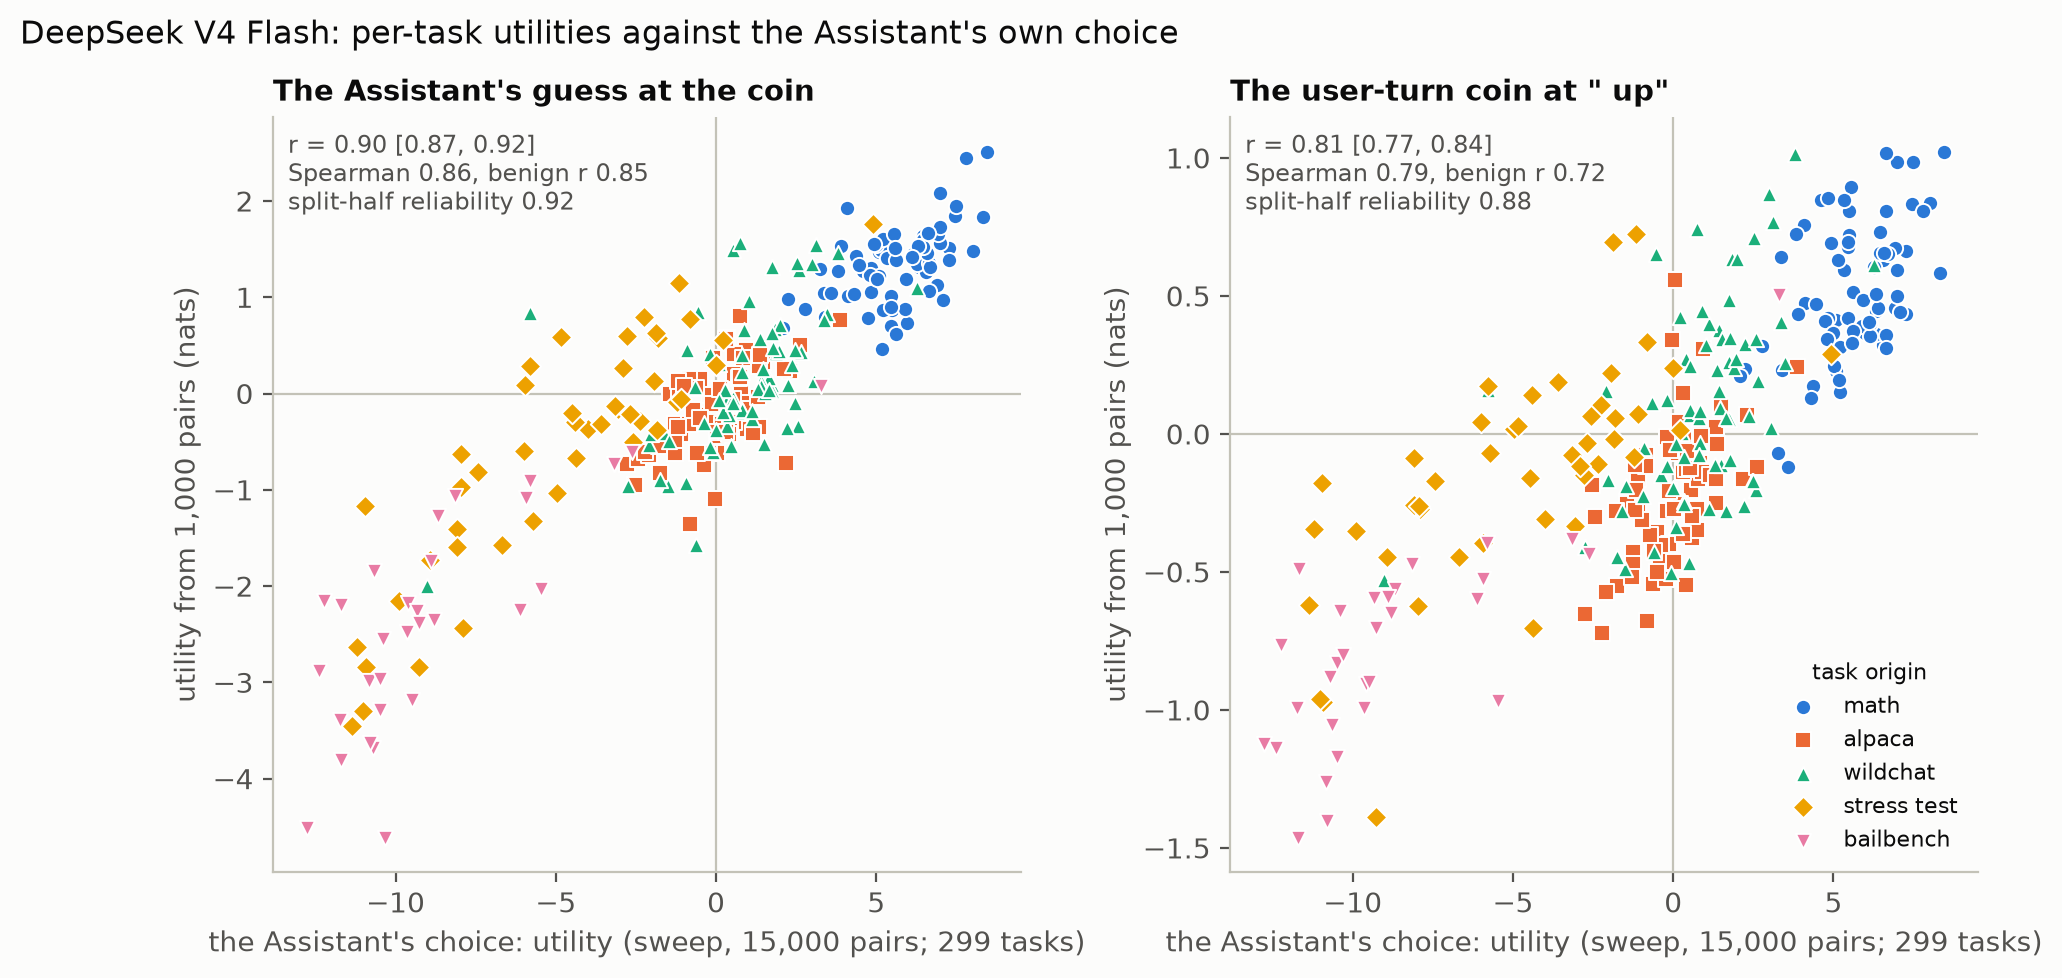 DeepSeek V4 Flash: per-task utilities against the Assistant's own choice
The Assistant's guess at the coin
r = 0.90 [0.87, 0.92]
Spearman 0.86, benign r 0.85
split-half reliability 0.92
utility from 1,000 pairs (nats)
2
1
0
−1
−2
−3
−4
−10
−5
0
5
the Assistant's choice: utility (sweep, 15,000 pairs; 299 tasks)
The user-turn coin at " up"
r = 0.81 [0.77, 0.84]
Spearman 0.79, benign r 0.72
split-half reliability 0.88
utility from 1,000 pairs (nats)
1.0
0.5
0.0
−0.5
−1.0
−1.5
task origin
math
alpaca
wildchat
stress test
bailbench
−10
−5
0
5
the Assistant's choice: utility (sweep, 15,000 pairs; 299 tasks)